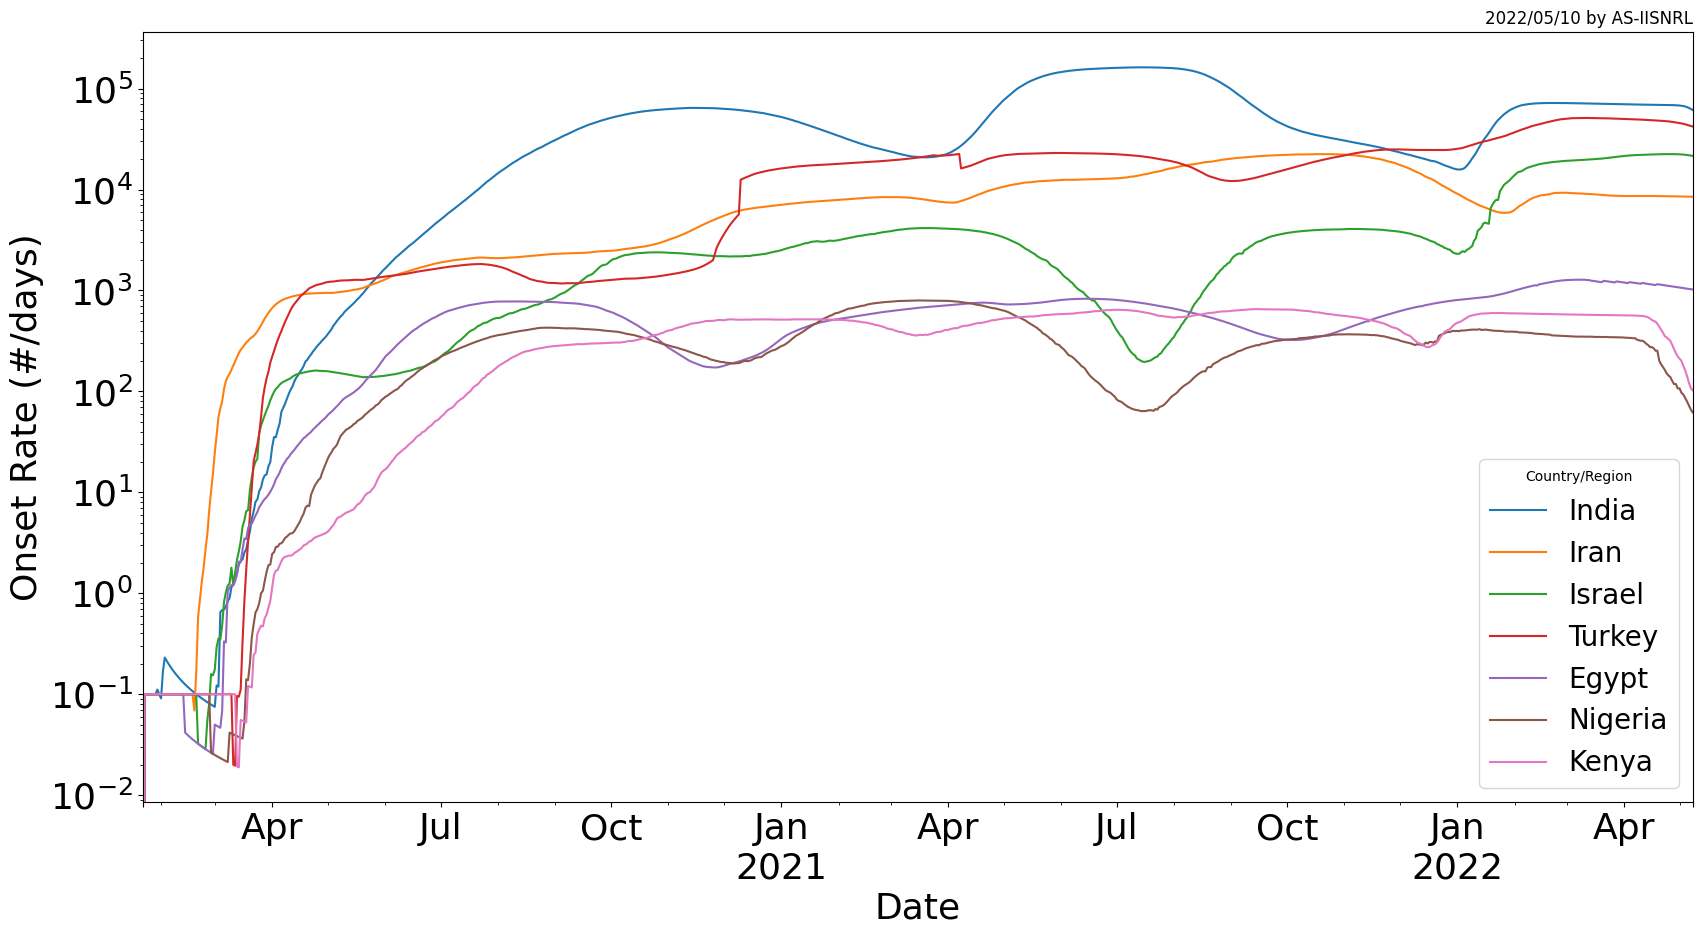 2022/05/10 by AS-IISNRL
Onset Rate (#/days)
10^5
10^4
10^3
10^2
10^1
10^0
10^−1
10^−2
Country/Region
India
Iran
Israel
Turkey
Egypt
Nigeria
Kenya
Apr Jul Oct Jan Apr Jul Oct Jan Apr
2021 2022
Date